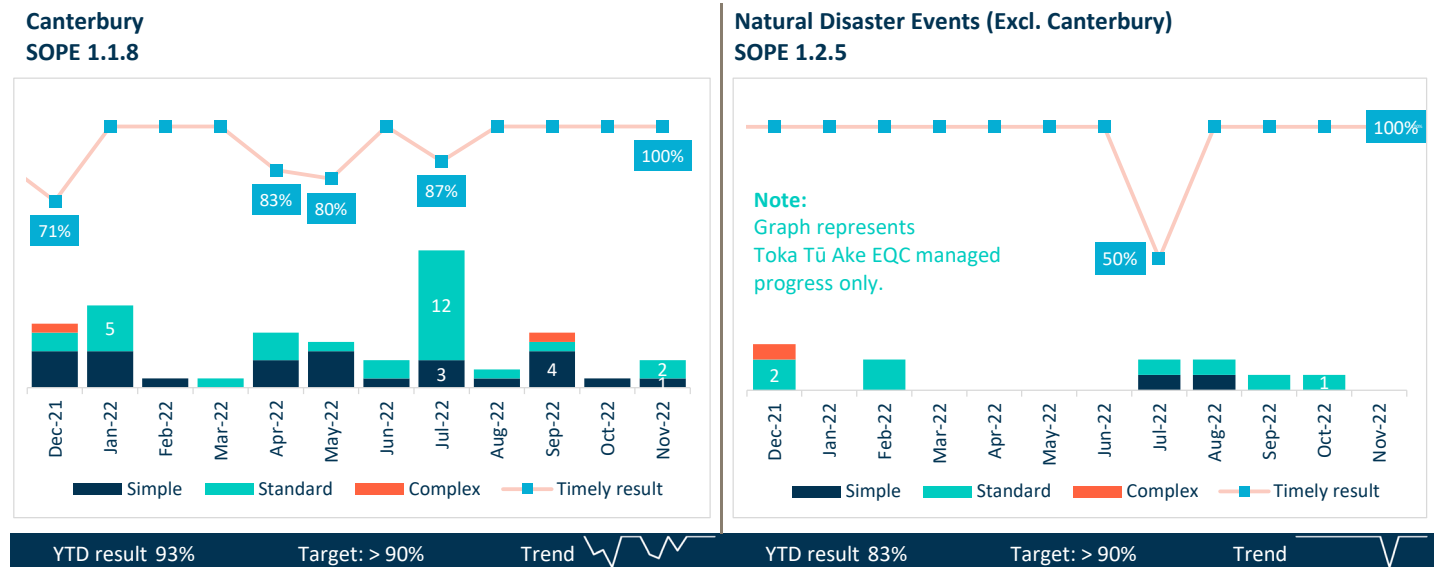 Canterbury
SOPE 1.1.8
71%
83%
80%
87%
100%
5
12
3
4
2
1
Dec-21
Jan-22
Feb-22
Mar-22
Apr-22
May-22
Jun-22
Jul-22
Aug-22
Sep-22
Oct-22
Nov-22
Simple Standard Complex Timely result
YTD result 93% Target: > 90% Trend
Natural Disaster Events (Excl. Canterbury)
SOPE 1.2.5
100%
Note:
Graph represents
Toka Tū Ake EQC managed
progress only.
50%
2
1
Dec-21
Jan-22
Feb-22
Mar-22
Apr-22
May-22
Jun-22
Jul-22
Aug-22
Sep-22
Oct-22
Nov-22
Simple Standard Complex Timely result
YTD result 83% Target: > 90% Trend